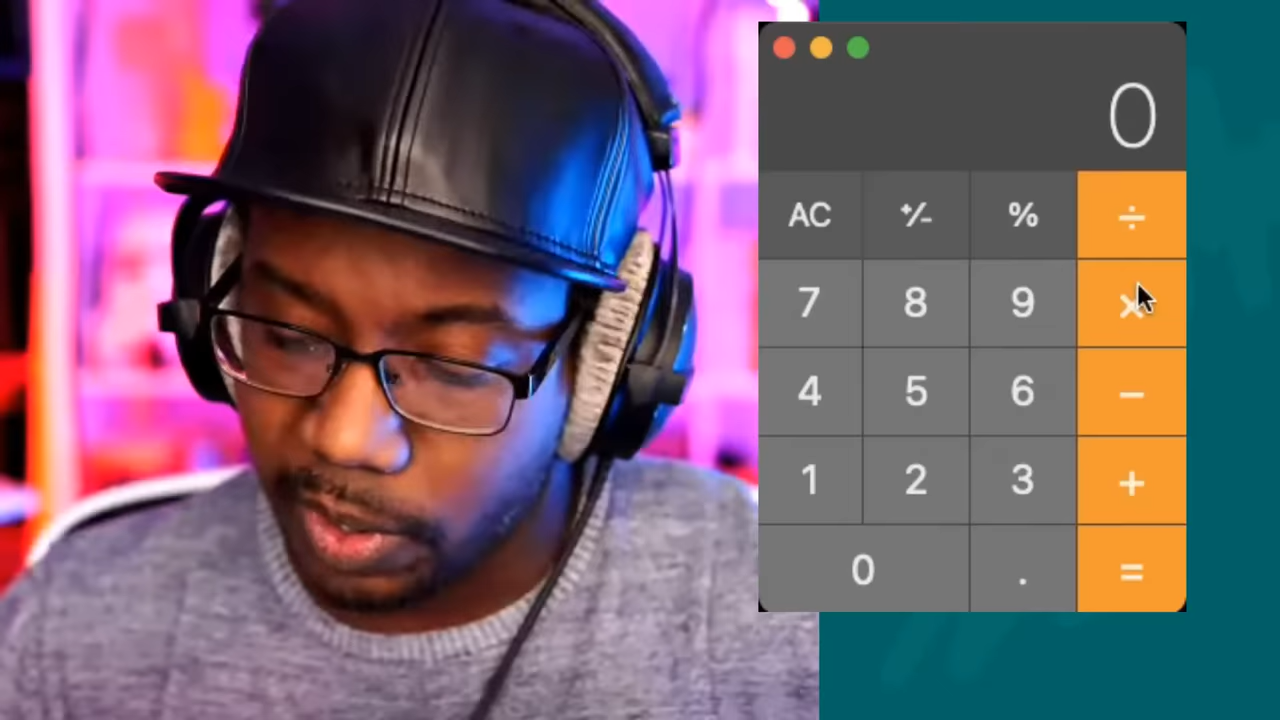 0
AC +/- % ÷
7 8 9 ×
4 5 6 −
1 2 3 +
0 . =